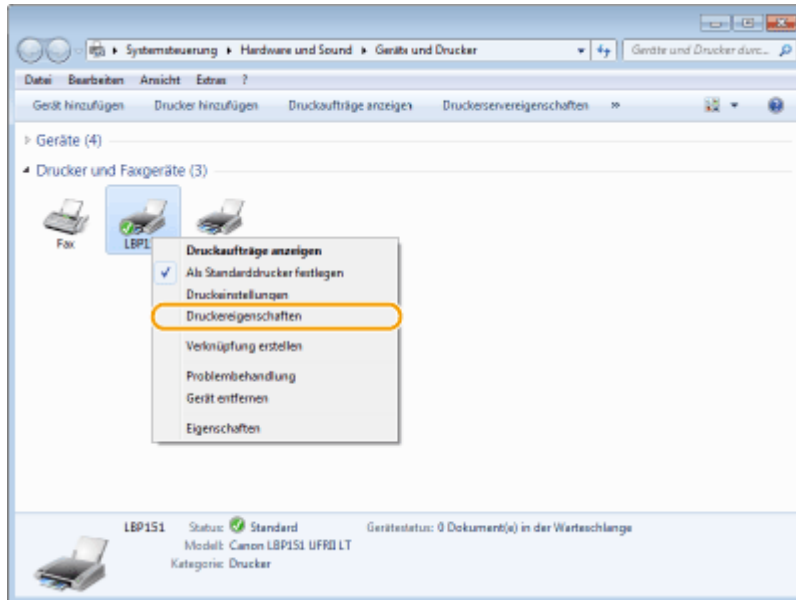 Systemsteuerung ▸ Hardware und Sound ▸ Geräte und Drucker
Geräte und Drucker durc...
Datei Bearbeiten Ansicht Extras ?
Gerät hinzufügen Drucker hinzufügen Druckaufträge anzeigen Druckerservereigenschaften »
Geräte (4)
Drucker und Faxgeräte (3)
Fax
LBP1
Druckaufträge anzeigen
Als Standarddrucker festlegen
Druckeinstellungen
Druckereigenschaften
Verknüpfung erstellen
Problembehandlung
Gerät entfernen
Eigenschaften
LBP151 Status: Standard Gerätestatus: 0 Dokument(e) in der Warteschlange
Modell: Canon LBP151 UFRII LT
Kategorie: Drucker